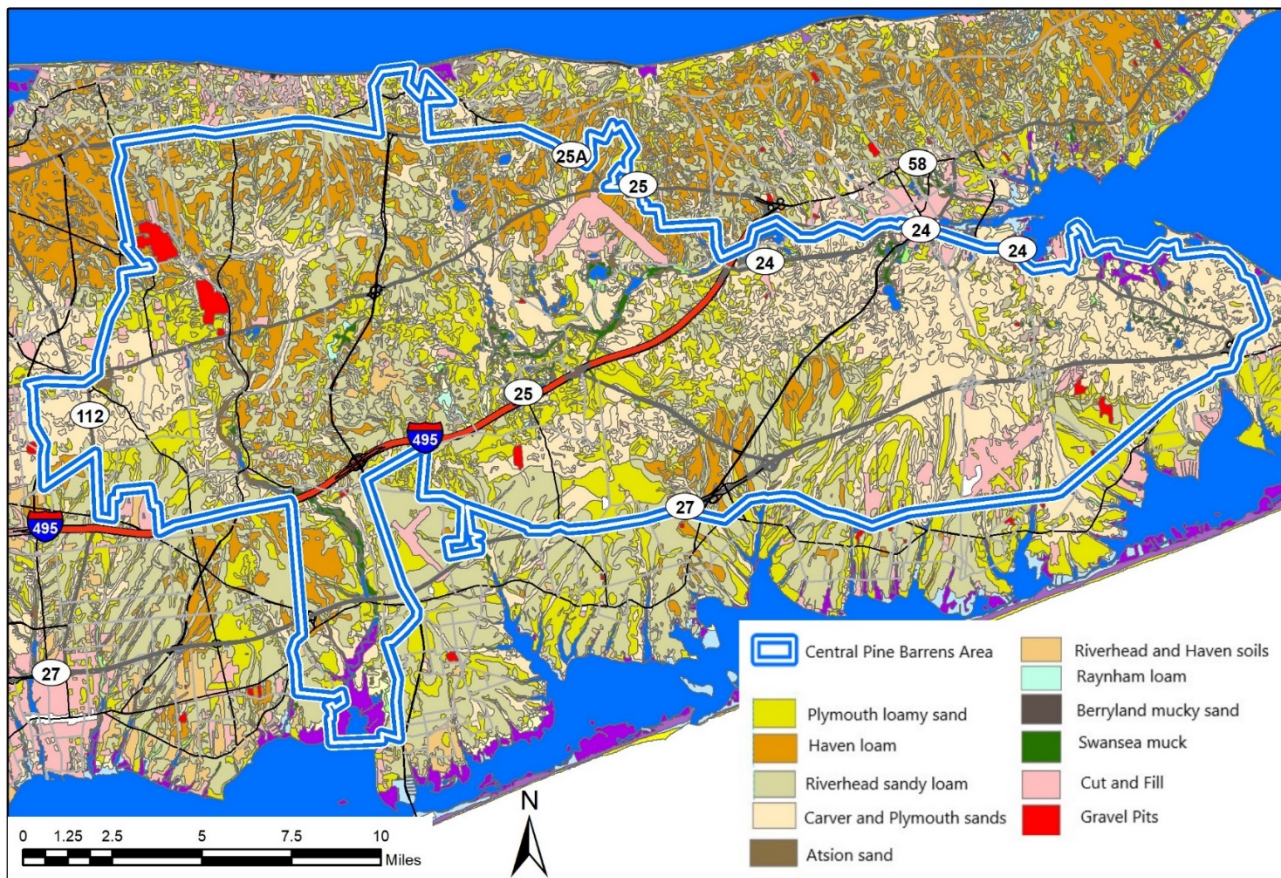 25A
25
58
24
24
24
112
25
495
27
495
27
N
0 1.25 2.5 5 7.5 10
Miles
Central Pine Barrens Area
Plymouth loamy sand
Haven loam
Riverhead sandy loam
Carver and Plymouth sands
Atsion sand
Riverhead and Haven soils
Raynham loam
Berryland mucky sand
Swansea muck
Cut and Fill
Gravel Pits